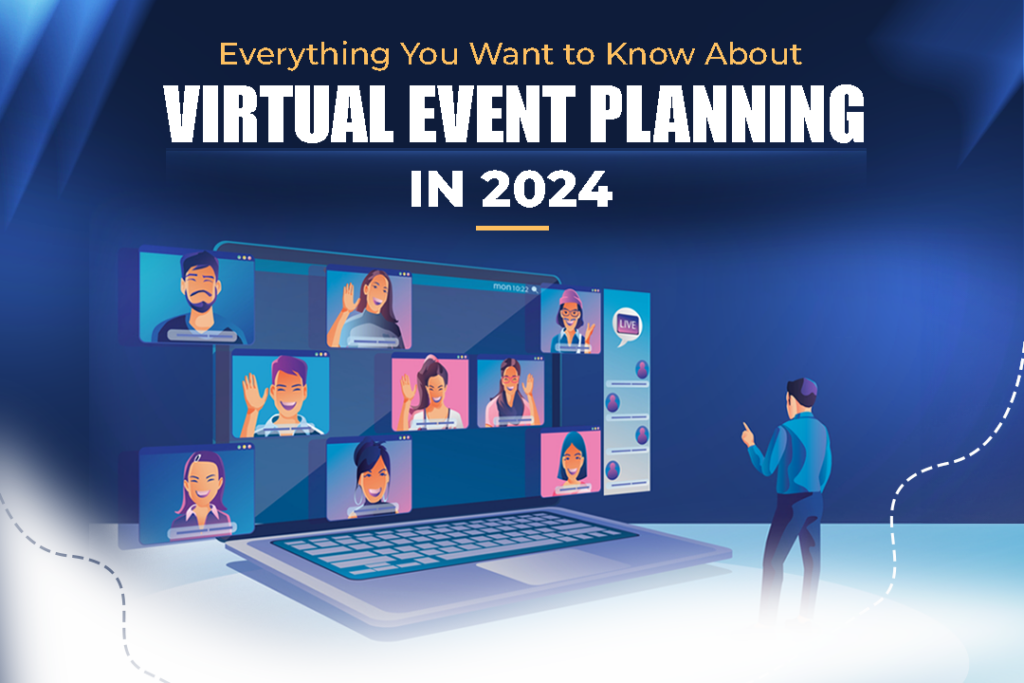 Everything You Want to Know About
VIRTUAL EVENT PLANNING
IN 2024
mon 10:22
LIVE